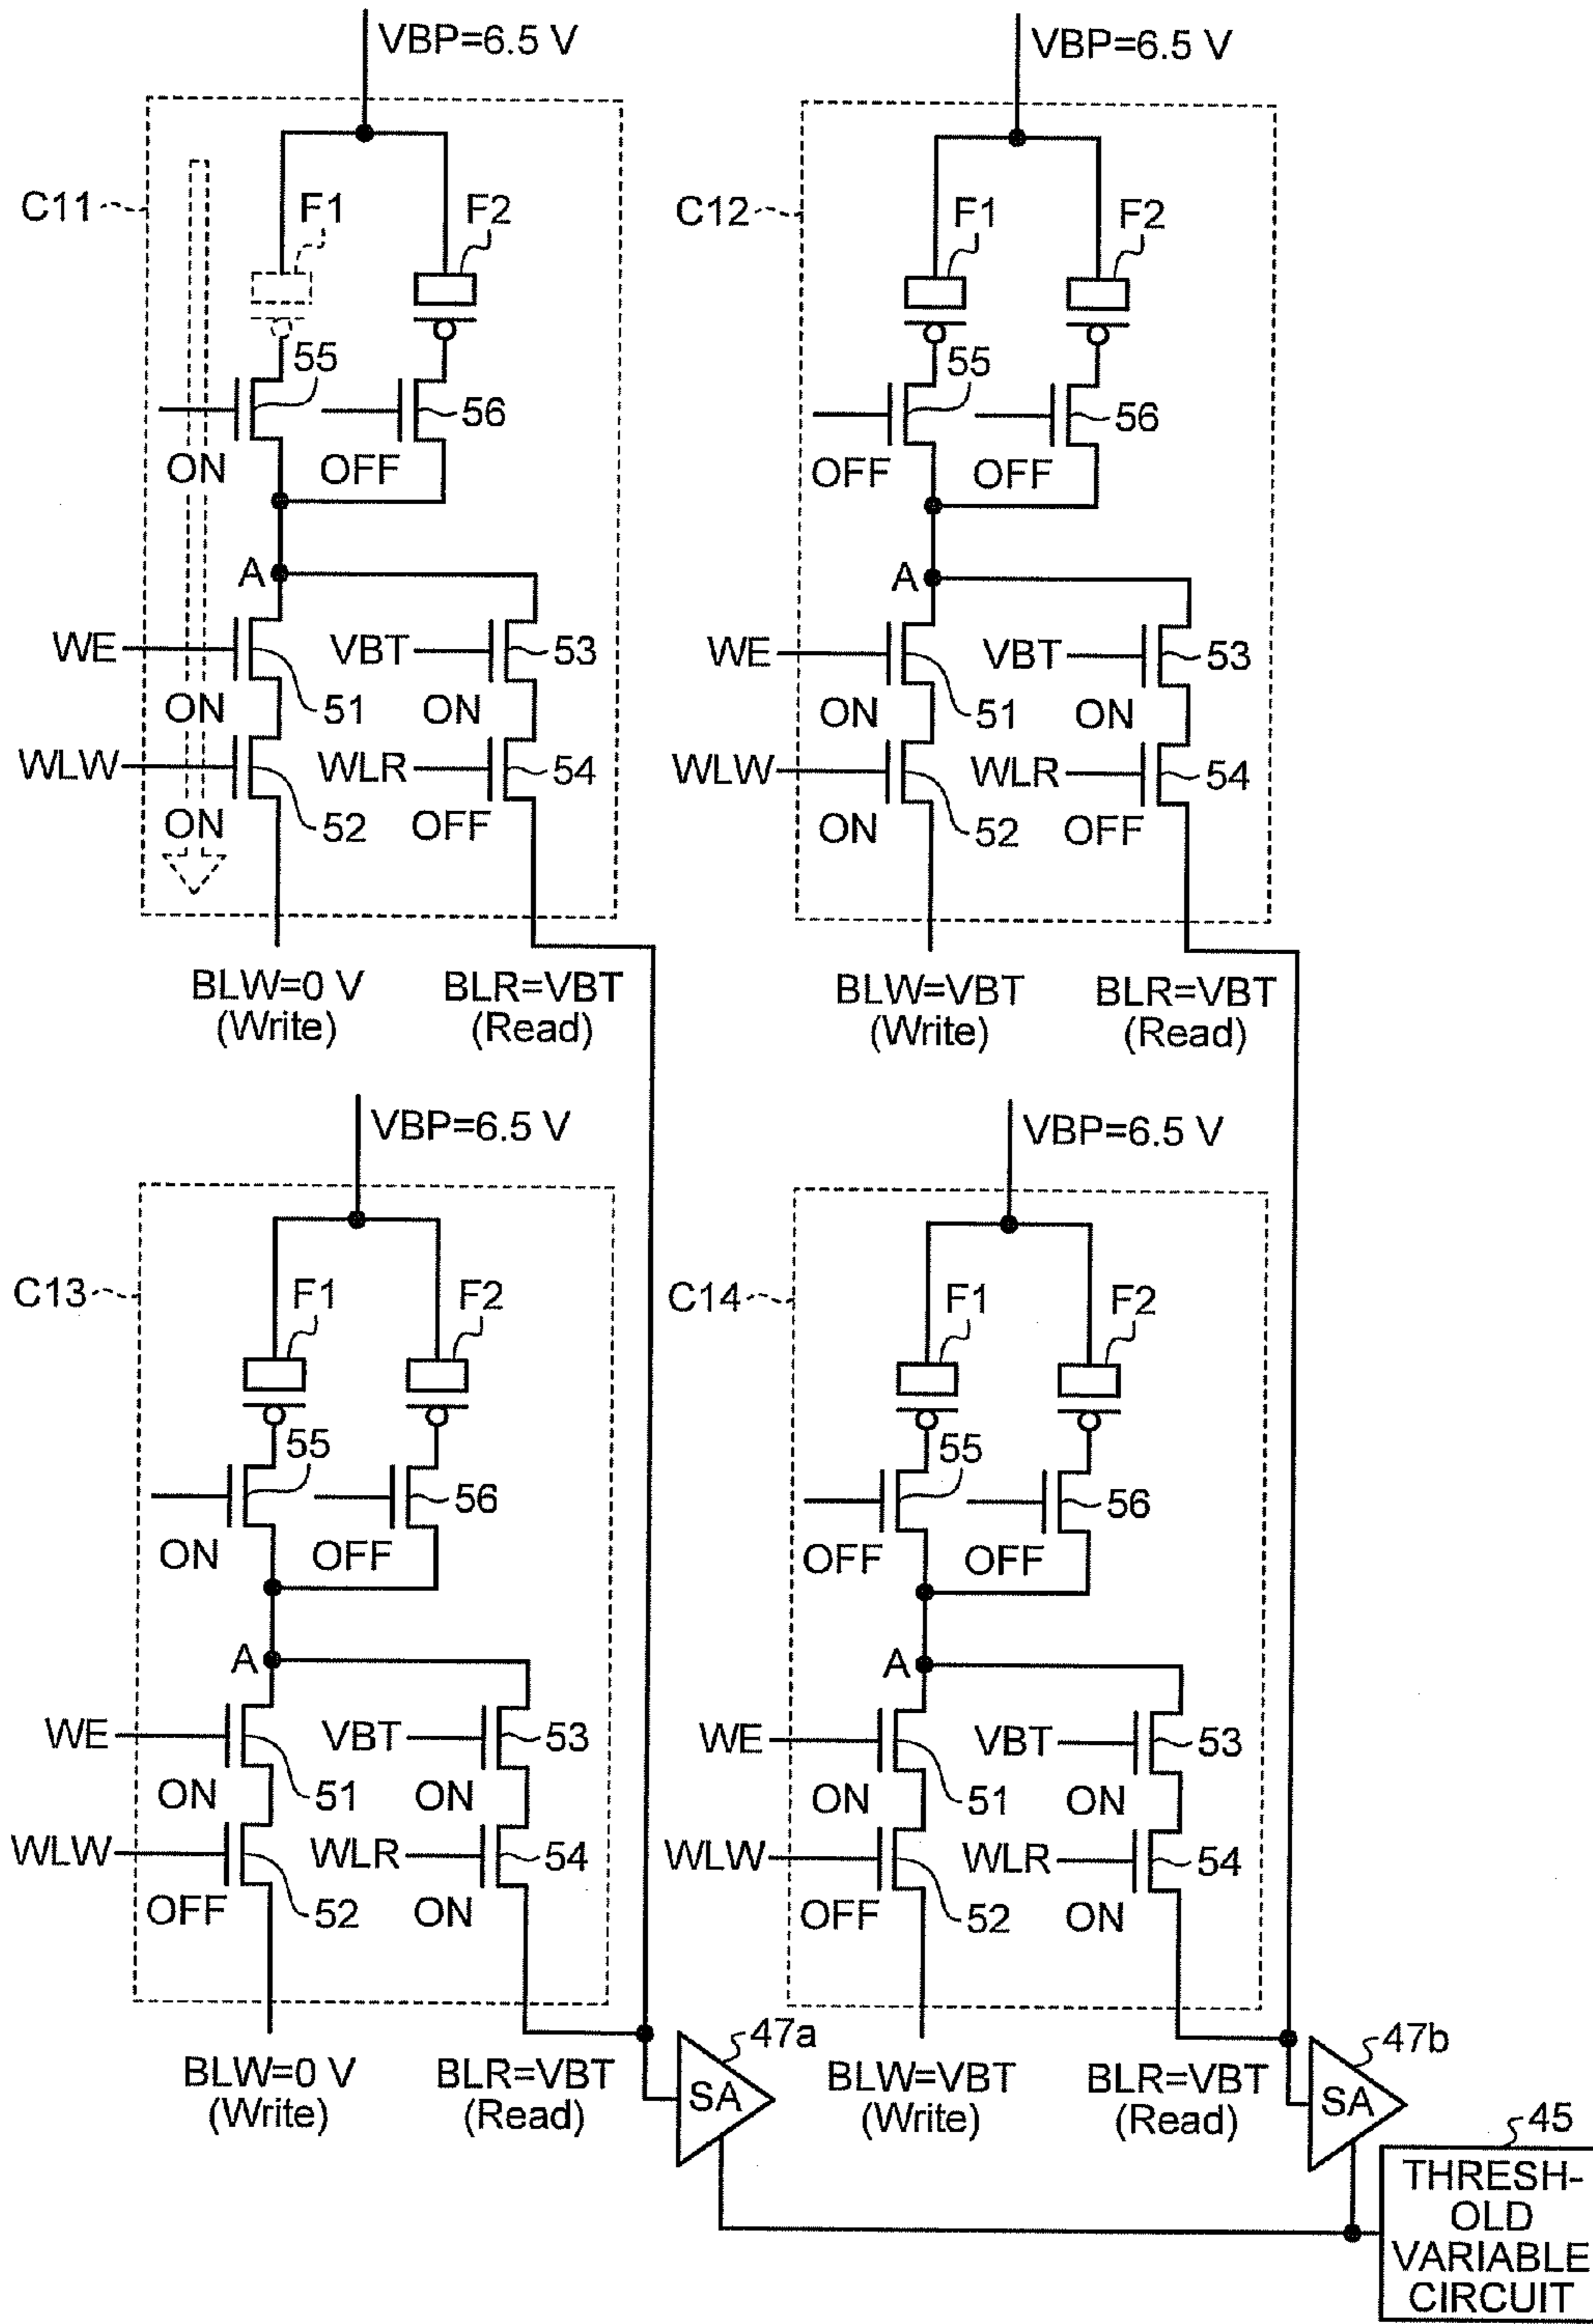 VBP=6.5 V
C11
F1
F2
55
56
ON
OFF
A
WE
VBT
53
ON
51
ON
WLW
WLR
54
ON
52
OFF
BLW=0 V
(Write)
BLR=VBT
(Read)
VBP=6.5 V
C12
F1
F2
55
56
OFF
OFF
A
WE
VBT
53
ON
51
ON
WLW
WLR
54
ON
52
OFF
BLW=VBT
(Write)
BLR=VBT
(Read)
VBP=6.5 V
C13
F1
F2
55
56
ON
OFF
A
WE
VBT
53
ON
51
ON
WLW
WLR
54
OFF
52
ON
BLW=0 V
(Write)
BLR=VBT
(Read)
47a
SA
VBP=6.5 V
C14
F1
F2
55
56
OFF
OFF
A
WE
VBT
53
ON
51
ON
WLW
WLR
54
OFF
52
ON
BLW=VBT
(Write)
BLR=VBT
(Read)
47b
SA
45
THRESH-
OLD
VARIABLE
CIRCUIT